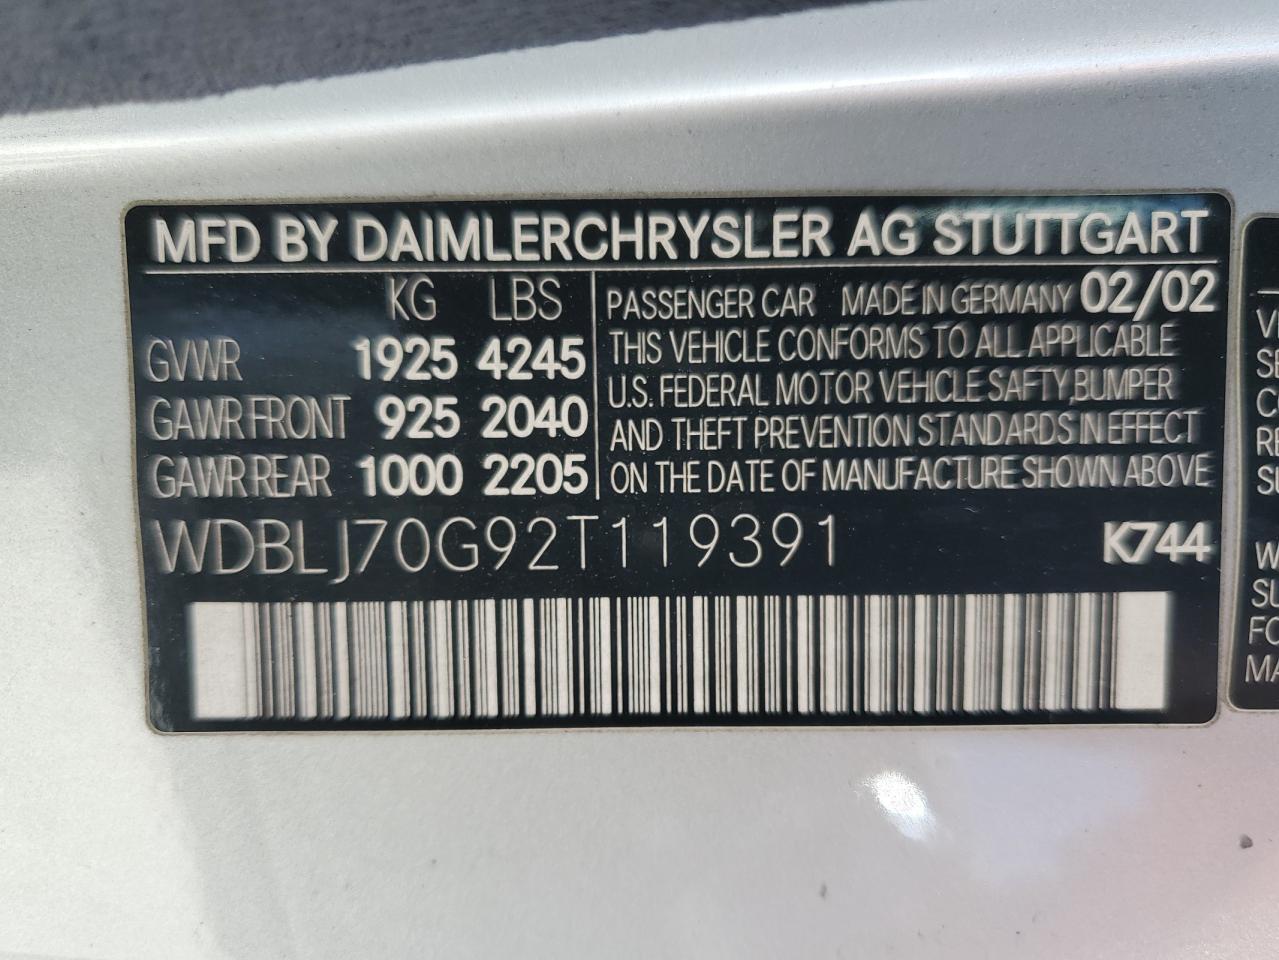 MFD BY DAIMLERCHRYSLER AG STUTTGART
KG LBS
GVWR 1925 4245
GAWR FRONT 925 2040
GAWR REAR 1000 2205
PASSENGER CAR MADE IN GERMANY 02/02
THIS VEHICLE CONFORMS TO ALL APPLICABLE
U.S. FEDERAL MOTOR VEHICLE SAFTY,BUMPER
AND THEFT PREVENTION STANDARDS IN EFFECT
ON THE DATE OF MANUFACTURE SHOWN ABOVE
WDBLJ70G92T119391 K744